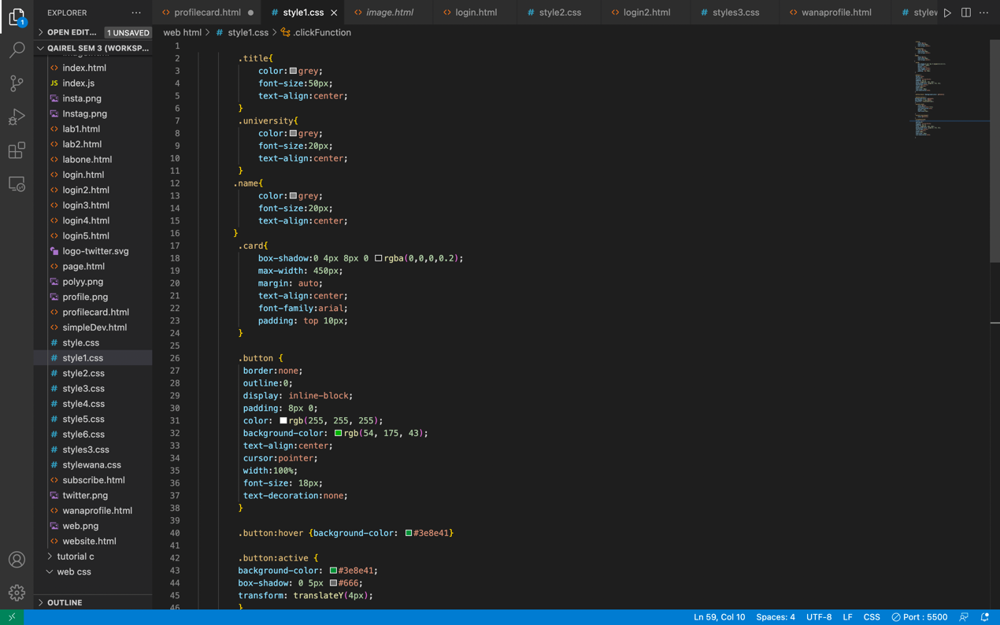 EXPLORER
profilecard.html
style1.css
image.html
login.html
style2.css
login2.html
styles3.css
wanaprofile.html
OPEN EDIT... 1 UNSAVED
web html > # style1.css > .clickFunction
QAIREL SEM 3 (WORKSP...
index.html
JS index.js
insta.png
Instag.png
lab1.html
lab2.html
labone.html
login.html
login2.html
login3.html
login4.html
login5.html
logo-twitter.svg
page.html
polyy.png
profile.png
profilecard.html
simpleDev.html
# style.css
# style1.css
# style2.css
# style3.css
# style4.css
# style5.css
# style6.css
# styles3.css
# stylewana.css
subscribe.html
twitter.png
wanaprofile.html
web.png
website.html
tutorial c
web css
OUTLINE
1
2 .title{
3 color:grey;
4 font-size:50px;
5 text-align:center;
6 }
7 .university{
8 color:grey;
9 font-size:20px;
10 text-align:center;
11 }
12 .name{
13 color:grey;
14 font-size:20px;
15 text-align:center;
16 }
17 .card{
18 box-shadow:0 4px 8px 0 rgba(0,0,0,0.2);
19 max-width: 450px;
20 margin: auto;
21 text-align:center;
22 font-family:arial;
23 padding: top 10px;
24 }
25
26 .button {
27 border:none;
28 outline:0;
29 display: inline-block;
30 padding: 8px 0;
31 color: rgb(255, 255, 255);
32 background-color: rgb(54, 175, 43);
33 text-align:center;
34 cursor:pointer;
35 width:100%;
36 font-size: 18px;
37 text-decoration:none;
38 }
39
40 .button:hover {background-color: #3e8e41}
41
42 .button:active {
43 background-color: #3e8e41;
44 box-shadow: 0 5px #666;
45 transform: translateY(4px);
46 }
Ln 59, Col 10 Spaces: 4 UTF-8 LF CSS Port : 5500